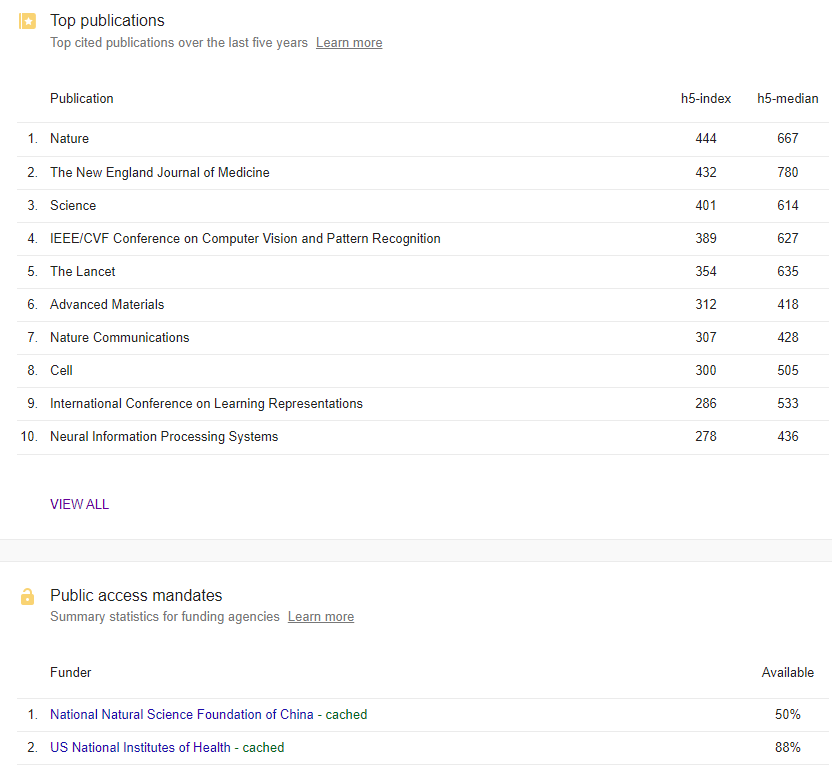 Top publications
Top cited publications over the last five years Learn more
Publication h5-index h5-median
1. Nature 444 667
2. The New England Journal of Medicine 432 780
3. Science 401 614
4. IEEE/CVF Conference on Computer Vision and Pattern Recognition 389 627
5. The Lancet 354 635
6. Advanced Materials 312 418
7. Nature Communications 307 428
8. Cell 300 505
9. International Conference on Learning Representations 286 533
10. Neural Information Processing Systems 278 436
VIEW ALL
Public access mandates
Summary statistics for funding agencies Learn more
Funder Available
1. National Natural Science Foundation of China - cached 50%
2. US National Institutes of Health - cached 88%